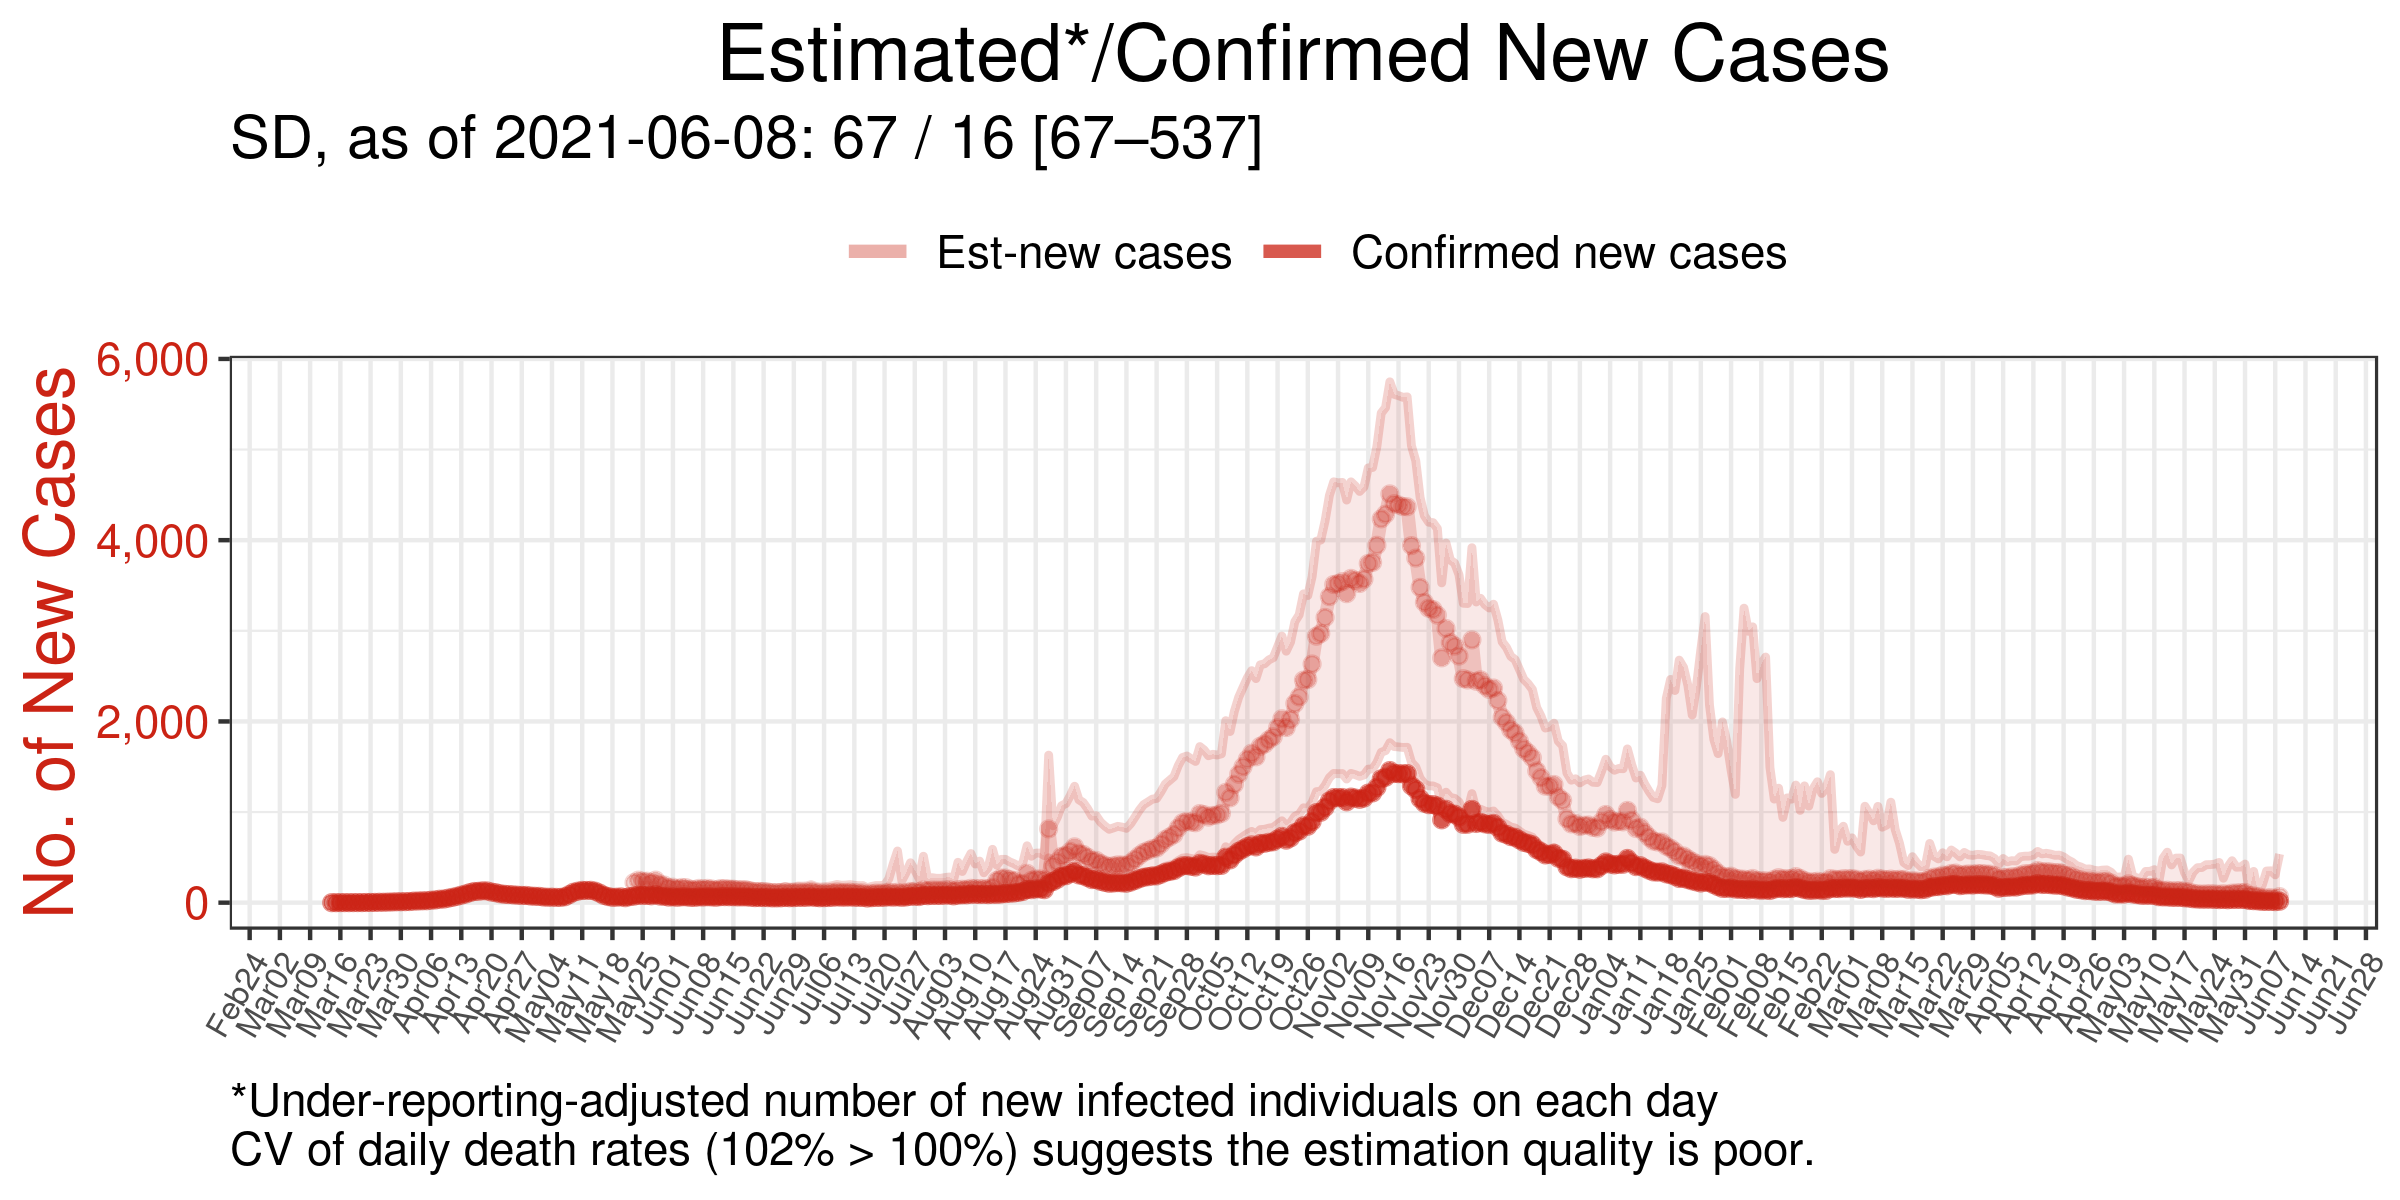 Estimated*/Confirmed New Cases
SD, as of 2021-06-08: 67 / 16 [67–537]
Est-new cases Confirmed new cases
No. of New Cases
6,000
4,000
2,000
0
Feb24 Mar02 Mar09 Mar16 Mar23 Mar30 Apr06 Apr13 Apr20 Apr27 May04 May11 May18 May25 Jun01 Jun08 Jun15 Jun22 Jun29 Jul06 Jul13 Jul20 Jul27 Aug03 Aug10 Aug17 Aug24 Aug31 Sep07 Sep14 Sep21 Sep28 Oct05 Oct12 Oct19 Oct26 Nov02 Nov09 Nov16 Nov23 Nov30 Dec07 Dec14 Dec21 Dec28 Jan04 Jan11 Jan18 Jan25 Feb01 Feb08 Feb15 Feb22 Mar01 Mar08 Mar15 Mar22 Mar29 Apr05 Apr12 Apr19 Apr26 May03 May10 May17 May24 May31 Jun07 Jun14 Jun21 Jun28
*Under-reporting-adjusted number of new infected individuals on each day
CV of daily death rates (102% > 100%) suggests the estimation quality is poor.